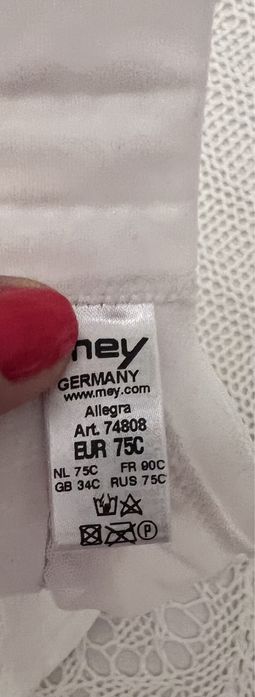 mey
GERMANY
www.mey.com
Allegra
Art. 74808
EUR 75C
NL 75C FR 90C
GB 34C RUS 75C
P